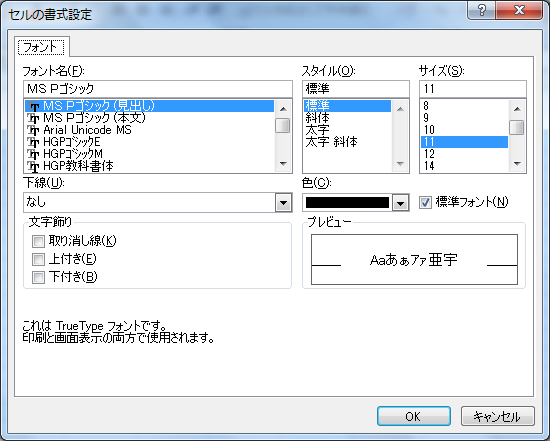 セルの書式設定
フォント
フォント名(F):
スタイル(O):
サイズ(S):
ＭＳ Ｐゴシック
標準
11
ＭＳ Ｐゴシック (見出し)
ＭＳ Ｐゴシック (本文)
Arial Unicode MS
HGPｺﾞｼｯｸE
HGPｺﾞｼｯｸM
HGP教科書体
標準
斜体
太字
太字 斜体
8
9
10
11
12
14
下線(U):
色(C):
なし
標準フォント(N)
文字飾り
プレビュー
取り消し線(K)
上付き(E)
下付き(B)
Aaあぁアァ亜宇
これは TrueType フォントです。
印刷と画面表示の両方で使用されます。
OK
キャンセル